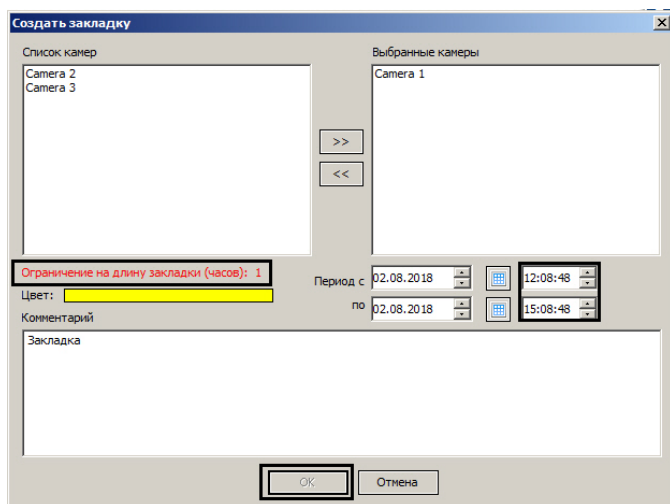 Создать закладку
Список камер
Выбранные камеры
Camera 2
Camera 3
Camera 1
>>
<<
Ограничение на длину закладки (часов): 1
Период с 02.08.2018 12:08:48
Цвет:
по 02.08.2018 15:08:48
Комментарий
Закладка
OK
Отмена